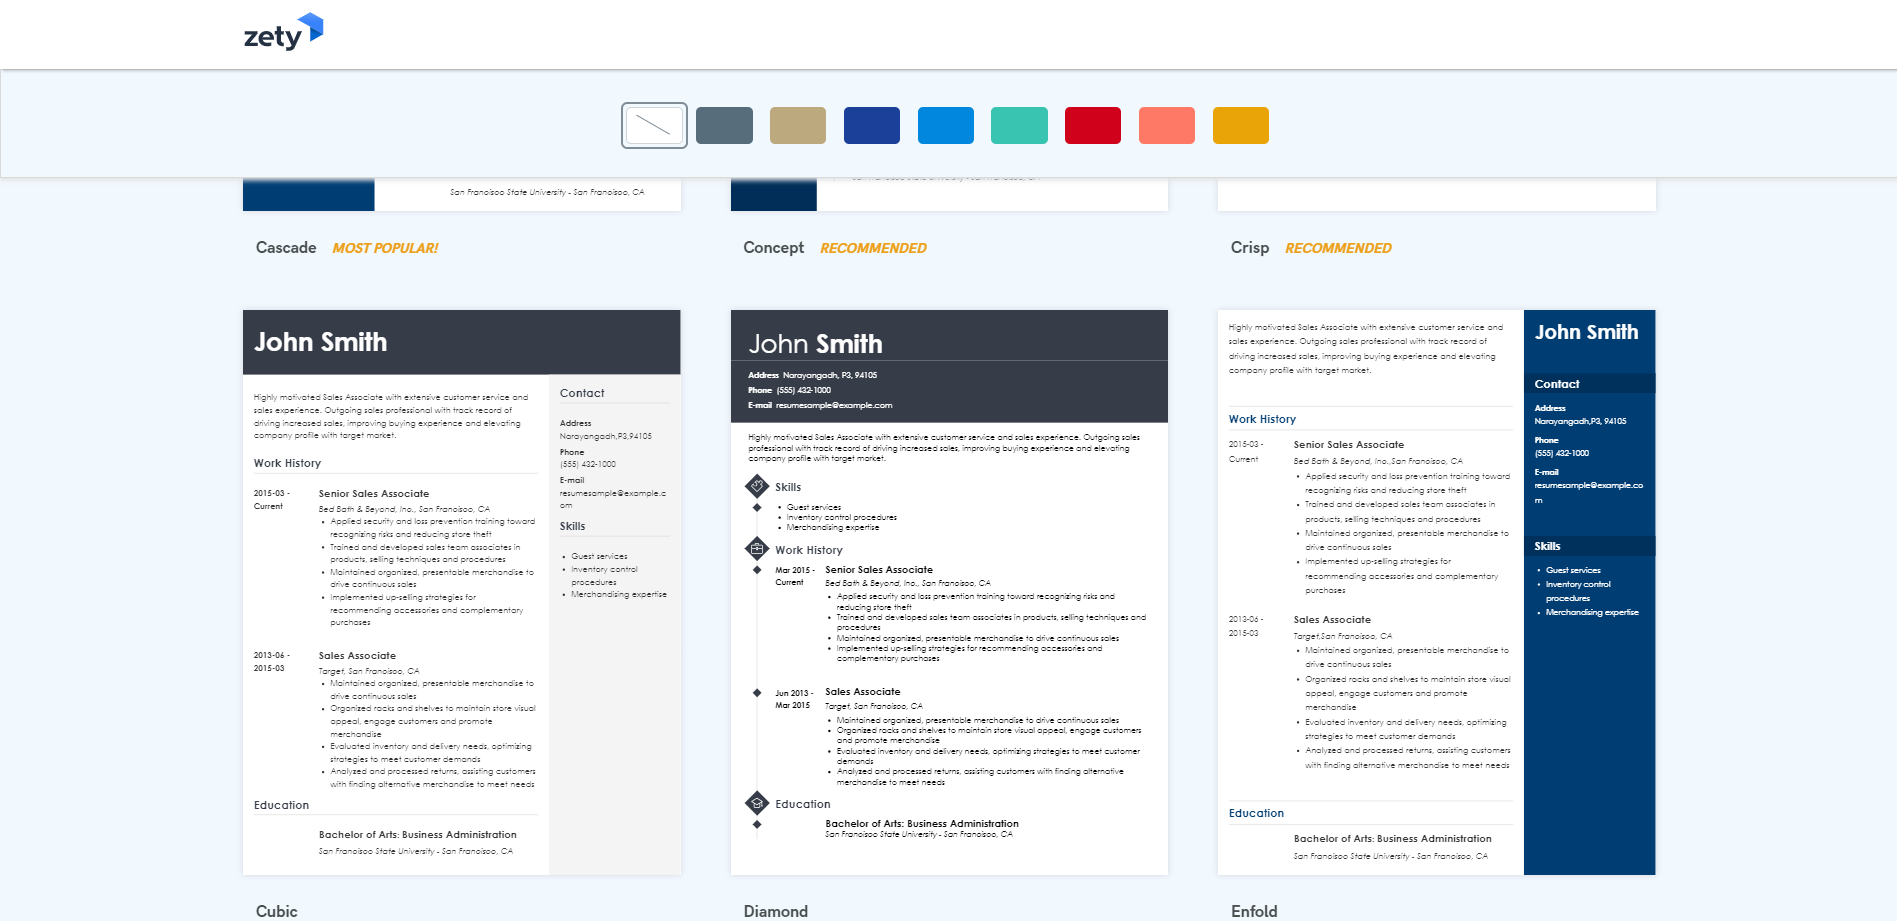 zety
San Francisco State University - San Francisco, CA
Cascade MOST POPULAR!
Concept RECOMMENDED
Crisp RECOMMENDED
John Smith
Highly motivated Sales Associate with extensive customer service and
sales experience. Outgoing sales professional with track record of
driving increased sales, improving buying experience and elevating
company profile with target market.
Work History
2015-03 -
Current
Senior Sales Associate
Bed Bath & Beyond, Inc., San Francisco, CA
• Applied security and loss prevention training toward
recognizing risks and reducing store theft
• Trained and developed sales team associates in
products, selling techniques and procedures
• Maintained organized, presentable merchandise to
drive continuous sales
• Implemented up-selling strategies for
recommending accessories and complementary
purchases
2013-06 -
2015-03
Sales Associate
Target, San Francisco, CA
• Maintained organized, presentable merchandise to
drive continuous sales
• Organized racks and shelves to maintain store visual
appeal, engage customers and promote
merchandise
• Evaluated inventory and delivery needs, optimizing
strategies to meet customer demands
• Analyzed and processed returns, assisting customers
with finding alternative merchandise to meet needs
Education
Bachelor of Arts: Business Administration
San Francisco State University - San Francisco, CA
Contact
Address
Narayangadh,P3,94105
Phone
(555) 432-1000
E-mail
resumesample@example.c
om
Skills
• Guest services
• Inventory control
procedures
• Merchandising expertise
Cubic
John Smith
Address Narayangadh, P3, 94105
Phone (555) 432-1000
E-mail resumesample@example.com
Highly motivated Sales Associate with extensive customer service and sales experience. Outgoing sales
professional with track record of driving increased sales, improving buying experience and elevating
company profile with target market.
Skills
• Guest services
• Inventory control procedures
• Merchandising expertise
Work History
Mar 2015 -
Current
Senior Sales Associate
Bed Bath & Beyond, Inc., San Francisco, CA
• Applied security and loss prevention training toward recognizing risks and
reducing store theft
• Trained and developed sales team associates in products, selling techniques and
procedures
• Maintained organized, presentable merchandise to drive continuous sales
• Implemented up-selling strategies for recommending accessories and
complementary purchases
Jun 2013 -
Mar 2015
Sales Associate
Target, San Francisco, CA
• Maintained organized, presentable merchandise to drive continuous sales
• Organized racks and shelves to maintain store visual appeal, engage customers
and promote merchandise
• Evaluated inventory and delivery needs, optimizing strategies to meet customer
demands
• Analyzed and processed returns, assisting customers with finding alternative
merchandise to meet needs
Education
Bachelor of Arts: Business Administration
San Francisco State University - San Francisco, CA
Diamond
Highly motivated Sales Associate with extensive customer service and
sales experience. Outgoing sales professional with track record of
driving increased sales, improving buying experience and elevating
company profile with target market.
Work History
2015-03 -
Current
Senior Sales Associate
Bed Bath & Beyond, Inc.,San Francisco, CA
• Applied security and loss prevention training toward
recognizing risks and reducing store theft
• Trained and developed sales team associates in
products, selling techniques and procedures
• Maintained organized, presentable merchandise to
drive continuous sales
• Implemented up-selling strategies for
recommending accessories and complementary
purchases
2013-06 -
2015-03
Sales Associate
Target,San Francisco, CA
• Maintained organized, presentable merchandise to
drive continuous sales
• Organized racks and shelves to maintain store visual
appeal, engage customers and promote
merchandise
• Evaluated inventory and delivery needs, optimizing
strategies to meet customer demands
• Analyzed and processed returns, assisting customers
with finding alternative merchandise to meet needs
Education
Bachelor of Arts: Business Administration
San Francisco State University - San Francisco, CA
John Smith
Contact
Address
Narayangadh,P3, 94105
Phone
(555) 432-1000
E-mail
resumesample@example.co
m
Skills
• Guest services
• Inventory control
procedures
• Merchandising expertise
Enfold